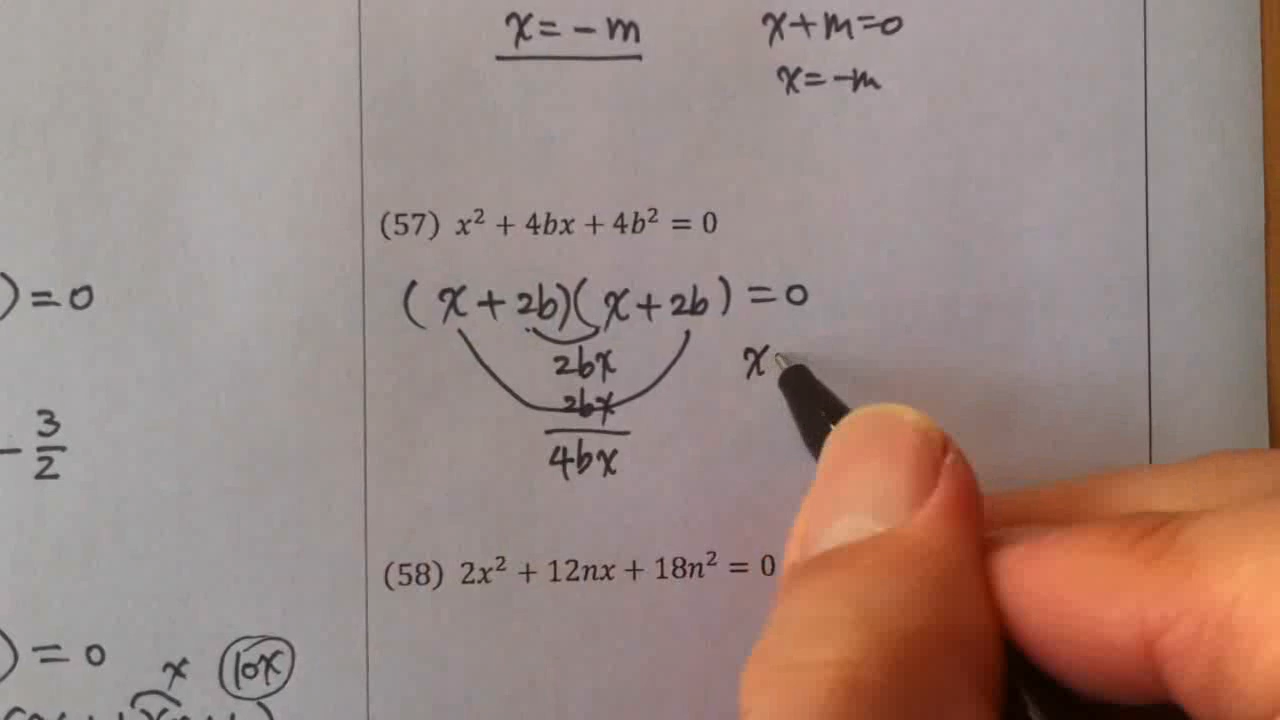 x = -m
x+m=0
x = -m
(57) x² + 4bx + 4b² = 0
) = 0
(x+2b)(x+2b) = 0
2bx
x
2bx
4bx
- 3/2
(58) 2x² + 12nx + 18n² = 0
) = 0
x
10x